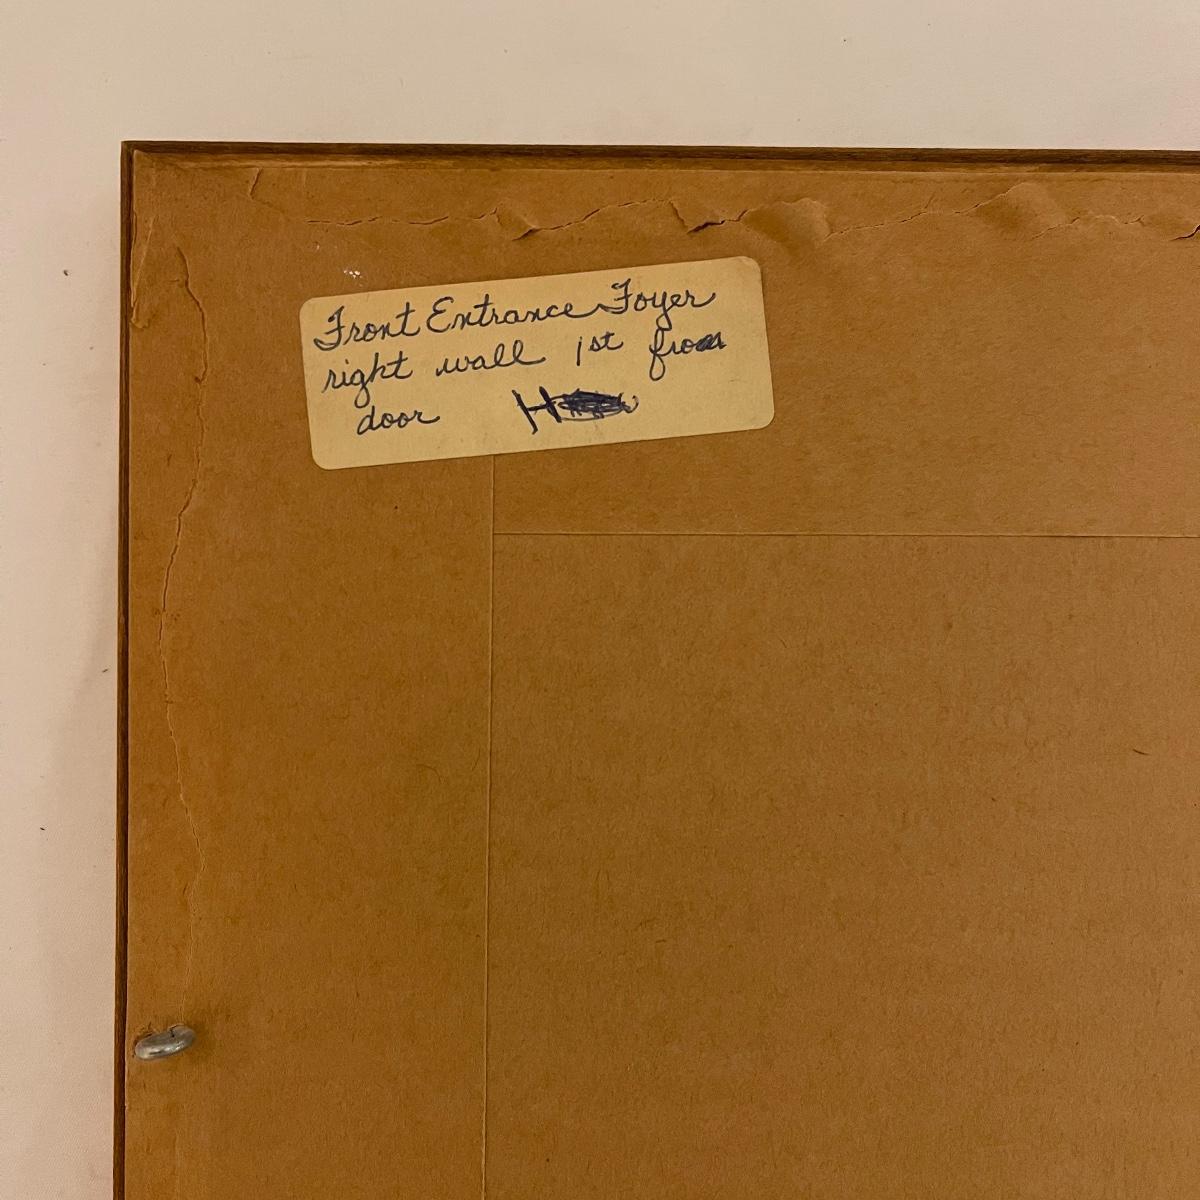 Front Entrance Foyer
right wall 1st from
door H